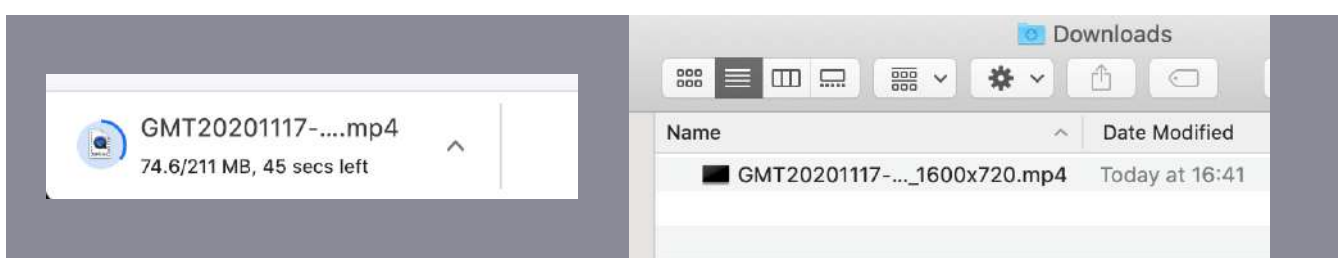 GMT20201117-....mp4
74.6/211 MB, 45 secs left
Downloads
Name
Date Modified
GMT20201117-..._1600x720.mp4
Today at 16:41